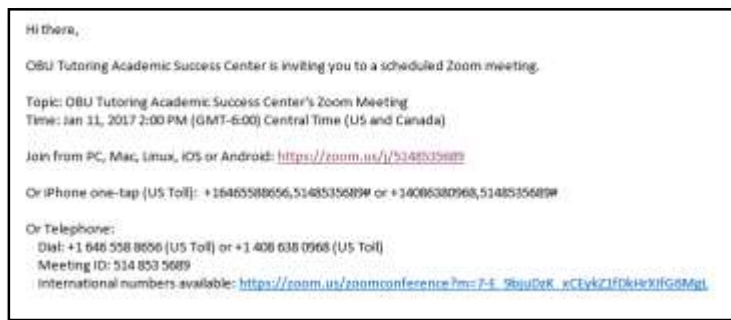 Hi there,
OBU Tutoring Academic Success Center is inviting you to a scheduled Zoom meeting.
Topic: OBU Tutoring Academic Success Center's Zoom Meeting
Time: Jan 11, 2017 2:00 PM (GMT-6:00) Central Time (US and Canada)
Join from PC, Mac, Linux, iOS or Android: https://zoom.us/j/5148535689
Or iPhone one-tap (US Toll): +16465588656,5148535689# or +14086380968,5148535689#
Or Telephone:
Dial: +1 646 558 8656 (US Toll) or +1 408 638 0968 (US Toll)
Meeting ID: 514 853 5689
International numbers available: